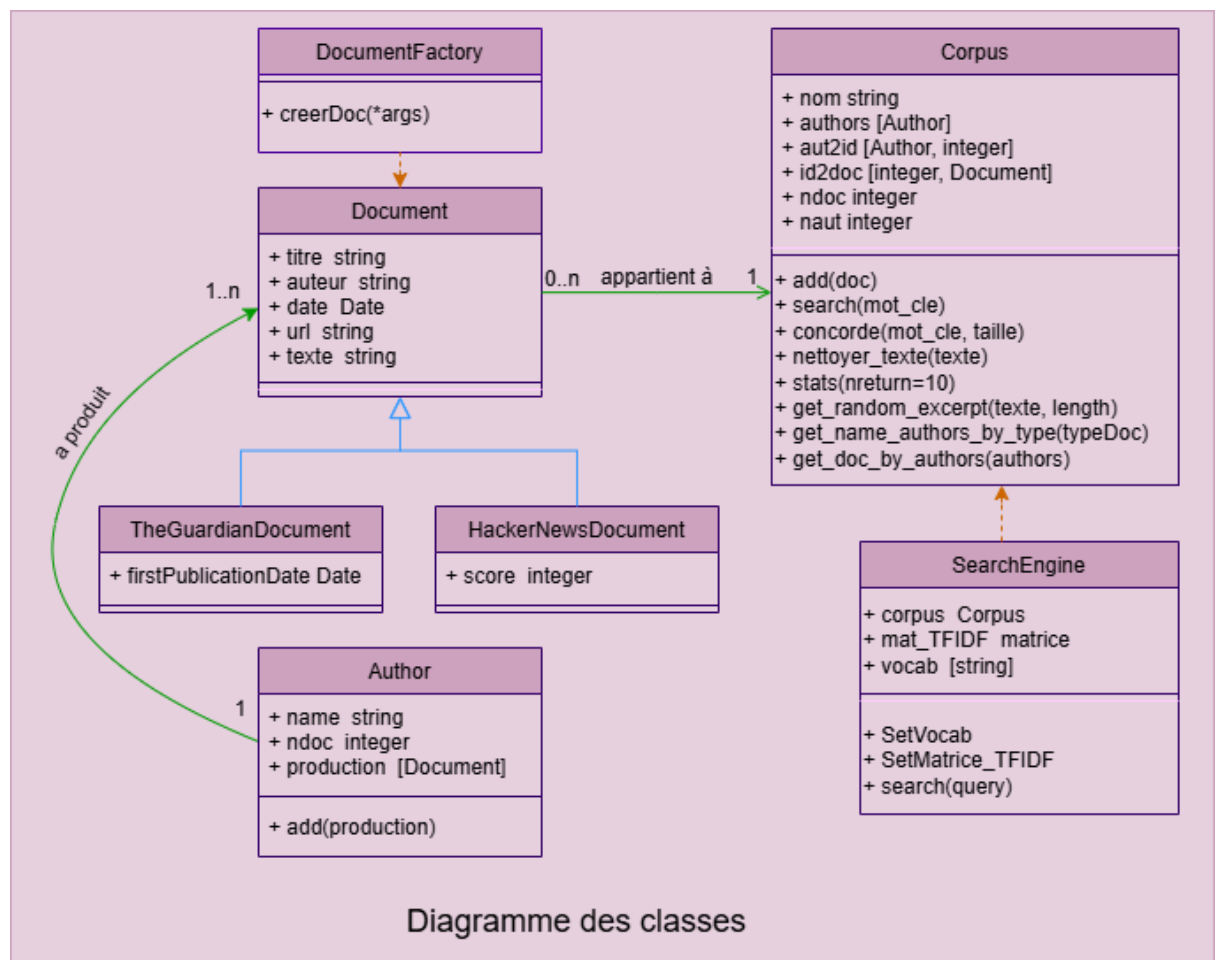 DocumentFactory
+ creerDoc(*args)
Document
+ titre string
+ auteur string
+ date Date
+ url string
+ texte string
1..n
0..n
appartient à
1
Corpus
+ nom string
+ authors [Author]
+ aut2id [Author, integer]
+ id2doc [integer, Document]
+ ndoc integer
+ naut integer
+ add(doc)
+ search(mot_cle)
+ concorde(mot_cle, taille)
+ nettoyer_texte(texte)
+ stats(nreturn=10)
+ get_random_excerpt(texte, length)
+ get_name_authors_by_type(typeDoc)
+ get_doc_by_authors(authors)
a produit
TheGuardianDocument
+ firstPublicationDate Date
HackerNewsDocument
+ score integer
SearchEngine
+ corpus Corpus
+ mat_TFIDF matrice
+ vocab [string]
+ SetVocab
+ SetMatrice_TFIDF
+ search(query)
1
Author
+ name string
+ ndoc integer
+ production [Document]
+ add(production)
Diagramme des classes